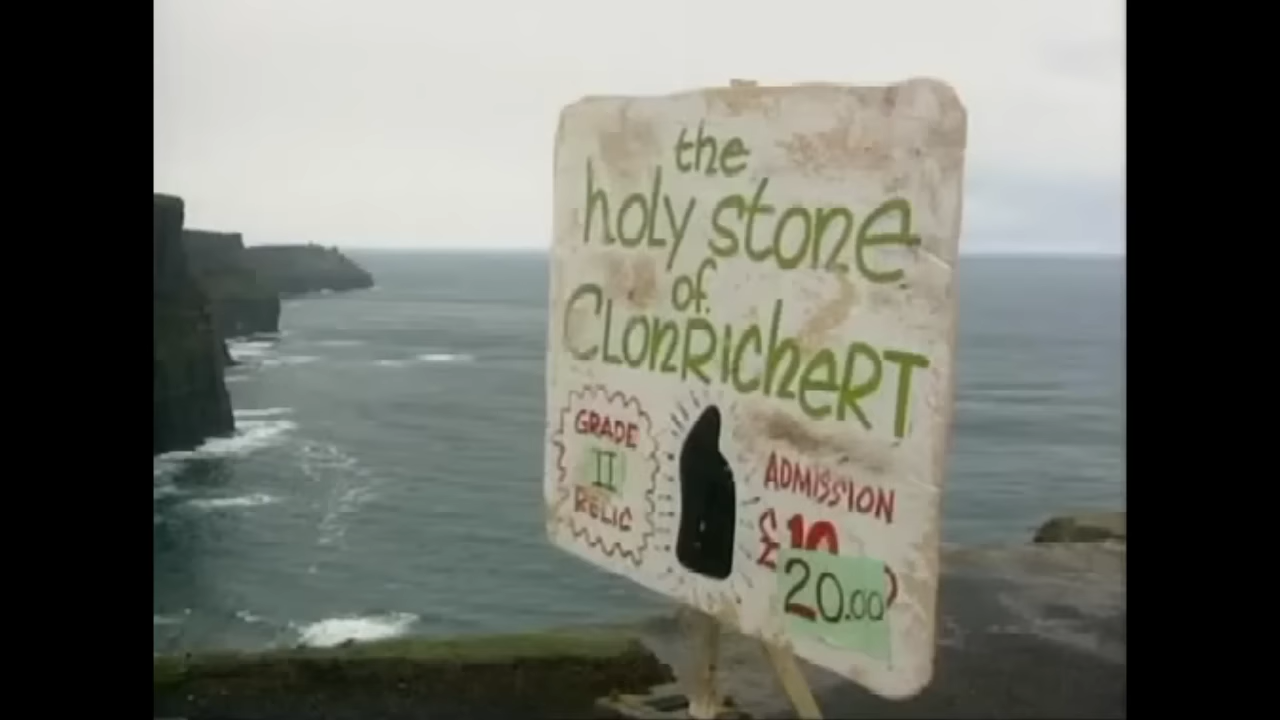 the
holy stone
of
CLonRicheRT
GRADE
II
RELIC
ADMISSION
£10
20.00